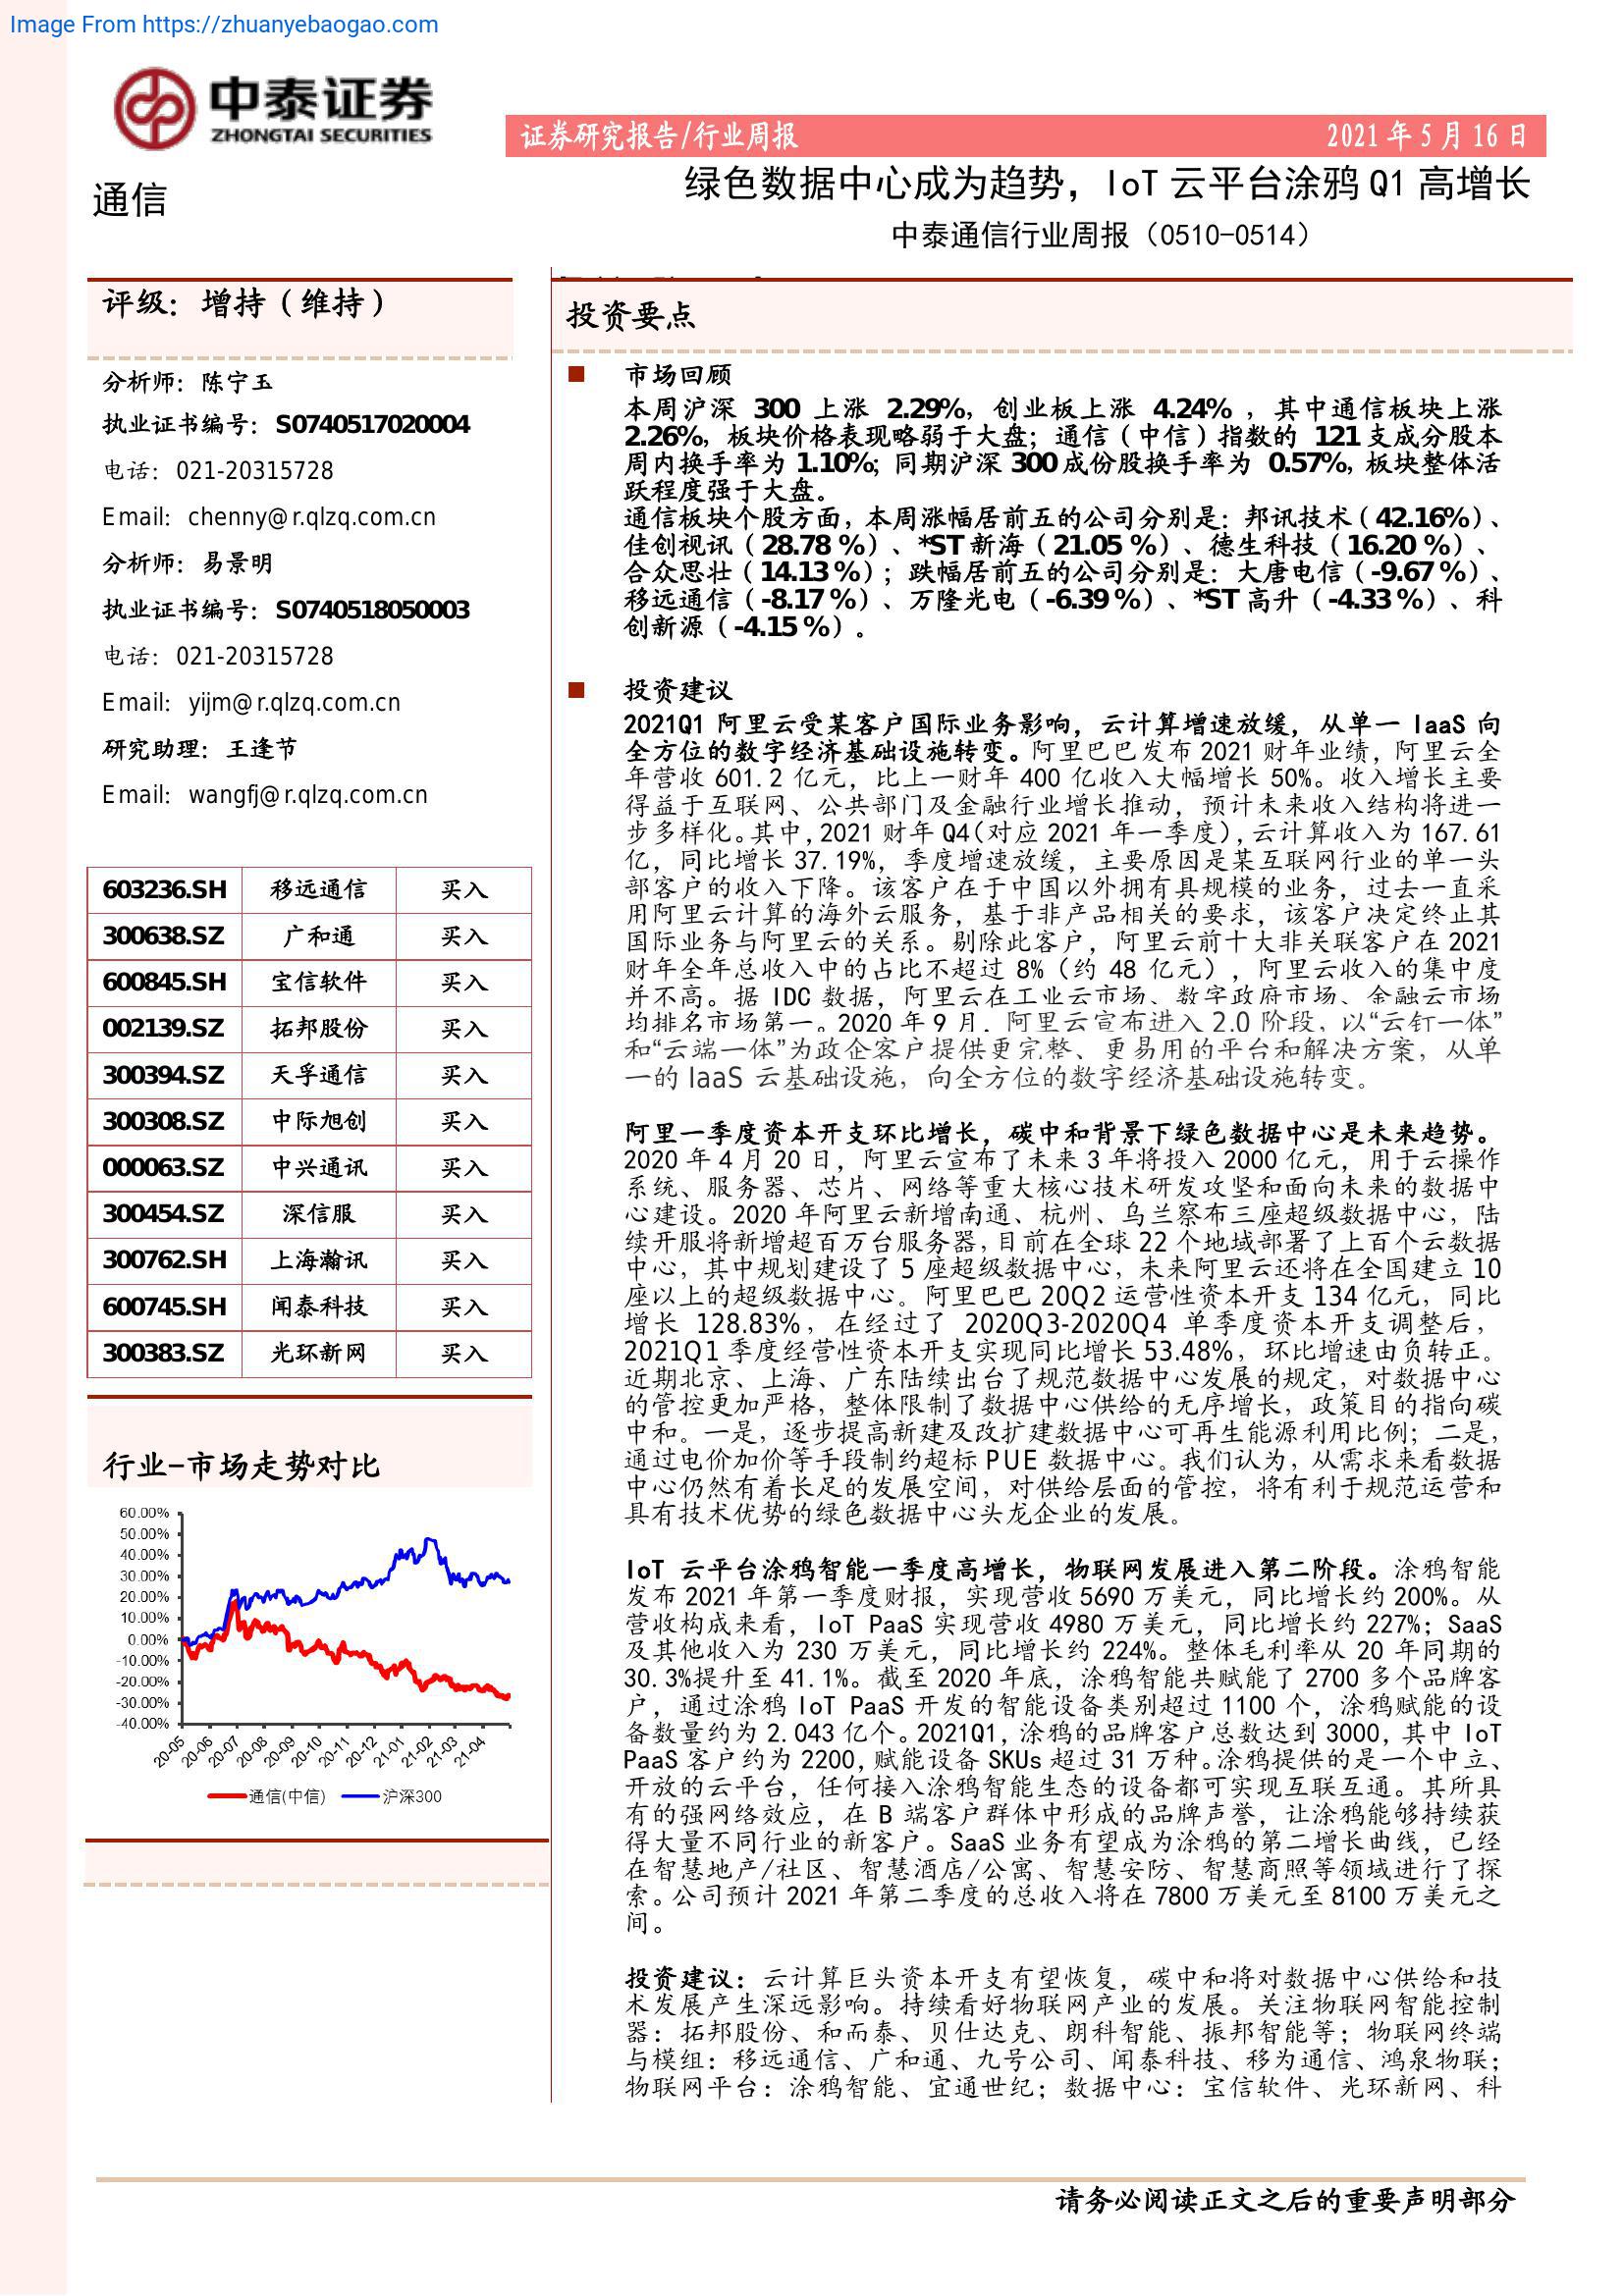 Image From https://zhuanyebaogao.com
中泰证券
ZHONGTAI SECURITIES
证券研究报告/行业周报
2021 年 5 月 16 日
通信
绿色数据中心成为趋势，IoT 云平台涂鸦 Q1 高增长
中泰通信行业周报（0510-0514）
评级：增持（维持）
分析师：陈宁玉
执业证书编号：S0740517020004
电话：021-20315728
Email：chenny@r.qlzq.com.cn
分析师：易景明
执业证书编号：S0740518050003
电话：021-20315728
Email：yijm@r.qlzq.com.cn
研究助理：王逢节
Email：wangfj@r.qlzq.com.cn
603236.SH 移远通信 买入
300638.SZ 广和通 买入
600845.SH 宝信软件 买入
002139.SZ 拓邦股份 买入
300394.SZ 天孚通信 买入
300308.SZ 中际旭创 买入
000063.SZ 中兴通讯 买入
300454.SZ 深信服 买入
300762.SH 上海瀚讯 买入
600745.SH 闻泰科技 买入
300383.SZ 光环新网 买入
行业-市场走势对比
60.00%
50.00%
40.00%
30.00%
20.00%
10.00%
0.00%
-10.00%
-20.00%
-30.00%
-40.00%
20-05 20-06 20-07 20-08 20-09 20-10 20-11 20-12 21-01 21-02 21-03 21-04
通信(中信) 沪深300
投资要点
■ 市场回顾
本周沪深 300 上涨 2.29%，创业板上涨 4.24% ，其中通信板块上涨
2.26%，板块价格表现略弱于大盘；通信（中信）指数的 121 支成分股本
周内换手率为 1.10%；同期沪深 300 成份股换手率为 0.57%，板块整体活
跃程度强于大盘。
通信板块个股方面，本周涨幅居前五的公司分别是：邦讯技术（42.16%）、
佳创视讯（28.78 %）、*ST 新海（21.05 %）、德生科技（16.20 %）、
合众思壮（14.13 %）；跌幅居前五的公司分别是：大唐电信（-9.67 %）、
移远通信（-8.17 %）、万隆光电（-6.39 %）、*ST 高升（-4.33 %）、科
创新源（-4.15 %）。
■ 投资建议
2021Q1 阿里云受某客户国际业务影响，云计算增速放缓，从单一 IaaS 向
全方位的数字经济基础设施转变。阿里巴巴发布 2021 财年业绩，阿里云全
年营收 601.2 亿元，比上一财年 400 亿收入大幅增长 50%。收入增长主要
得益于互联网、公共部门及金融行业增长推动，预计未来收入结构将进一
步多样化。其中，2021 财年 Q4（对应 2021 年一季度），云计算收入为 167.61
亿，同比增长 37.19%，季度增速放缓，主要原因是某互联网行业的单一头
部客户的收入下降。该客户在于中国以外拥有具规模的业务，过去一直采
用阿里云计算的海外云服务，基于非产品相关的要求，该客户决定终止其
国际业务与阿里云的关系。剔除此客户，阿里云前十大非关联客户在 2021
财年全年总收入中的占比不超过 8%（约 48 亿元），阿里云收入的集中度
并不高。据 IDC 数据，阿里云在工业云市场、数字政府市场、金融云市场
均排名市场第一。2020 年 9 月，阿里云宣布进入 2.0 阶段，以“云钉一体”
和“云端一体”为政企客户提供更完整、更易用的平台和解决方案，从单
一的 IaaS 云基础设施，向全方位的数字经济基础设施转变。
阿里一季度资本开支环比增长，碳中和背景下绿色数据中心是未来趋势。
2020 年 4 月 20 日，阿里云宣布了未来 3 年将投入 2000 亿元，用于云操作
系统、服务器、芯片、网络等重大核心技术研发攻坚和面向未来的数据中
心建设。2020 年阿里云新增南通、杭州、乌兰察布三座超级数据中心，陆
续开服将新增超百万台服务器，目前在全球 22 个地域部署了上百个云数据
中心，其中规划建设了 5 座超级数据中心，未来阿里云还将在全国建立 10
座以上的超级数据中心。阿里巴巴 20Q2 运营性资本开支 134 亿元，同比
增长 128.83%，在经过了 2020Q3-2020Q4 单季度资本开支调整后，
2021Q1 季度经营性资本开支实现同比增长 53.48%，环比增速由负转正。
近期北京、上海、广东陆续出台了规范数据中心发展的规定，对数据中心
的管控更加严格，整体限制了数据中心供给的无序增长，政策目的指向碳
中和。一是，逐步提高新建及改扩建数据中心可再生能源利用比例；二是，
通过电价加价等手段制约超标 PUE 数据中心。我们认为，从需求来看数据
中心仍然有着长足的发展空间，对供给层面的管控，将有利于规范运营和
具有技术优势的绿色数据中心头龙企业的发展。
IoT 云平台涂鸦智能一季度高增长，物联网发展进入第二阶段。涂鸦智能
发布 2021 年第一季度财报，实现营收 5690 万美元，同比增长约 200%。从
营收构成来看，IoT PaaS 实现营收 4980 万美元，同比增长约 227%；SaaS
及其他收入为 230 万美元，同比增长约 224%。整体毛利率从 20 年同期的
30.3%提升至 41.1%。截至 2020 年底，涂鸦智能共赋能了 2700 多个品牌客
户，通过涂鸦 IoT PaaS 开发的智能设备类别超过 1100 个，涂鸦赋能的设
备数量约为 2.043 亿个。2021Q1，涂鸦的品牌客户总数达到 3000，其中 IoT
PaaS 客户约为 2200，赋能设备 SKUs 超过 31 万种。涂鸦提供的是一个中立、
开放的云平台，任何接入涂鸦智能生态的设备都可实现互联互通。其所具
有的强网络效应，在 B 端客户群体中形成的品牌声誉，让涂鸦能够持续获
得大量不同行业的新客户。SaaS 业务有望成为涂鸦的第二增长曲线，已经
在智慧地产/社区、智慧酒店/公寓、智慧安防、智慧商照等领域进行了探
索。公司预计 2021 年第二季度的总收入将在 7800 万美元至 8100 万美元之
间。
投资建议：云计算巨头资本开支有望恢复，碳中和将对数据中心供给和技
术发展产生深远影响。持续看好物联网产业的发展。关注物联网智能控制
器：拓邦股份、和而泰、贝仕达克、朗科智能、振邦智能等；物联网终端
与模组：移远通信、广和通、九号公司、闻泰科技、移为通信、鸿泉物联；
物联网平台：涂鸦智能、宜通世纪；数据中心：宝信软件、光环新网、科
请务必阅读正文之后的重要声明部分